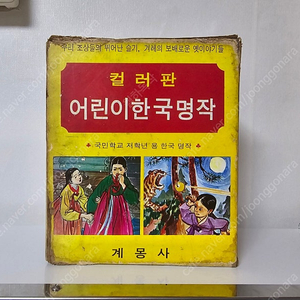 우리 조상들의 뛰어난 슬기, 겨레의 보배로운 옛이야기들
컬러판
어린이한국명작
♣ 국민학교 저학년용 한국 명작 ♣
계몽사